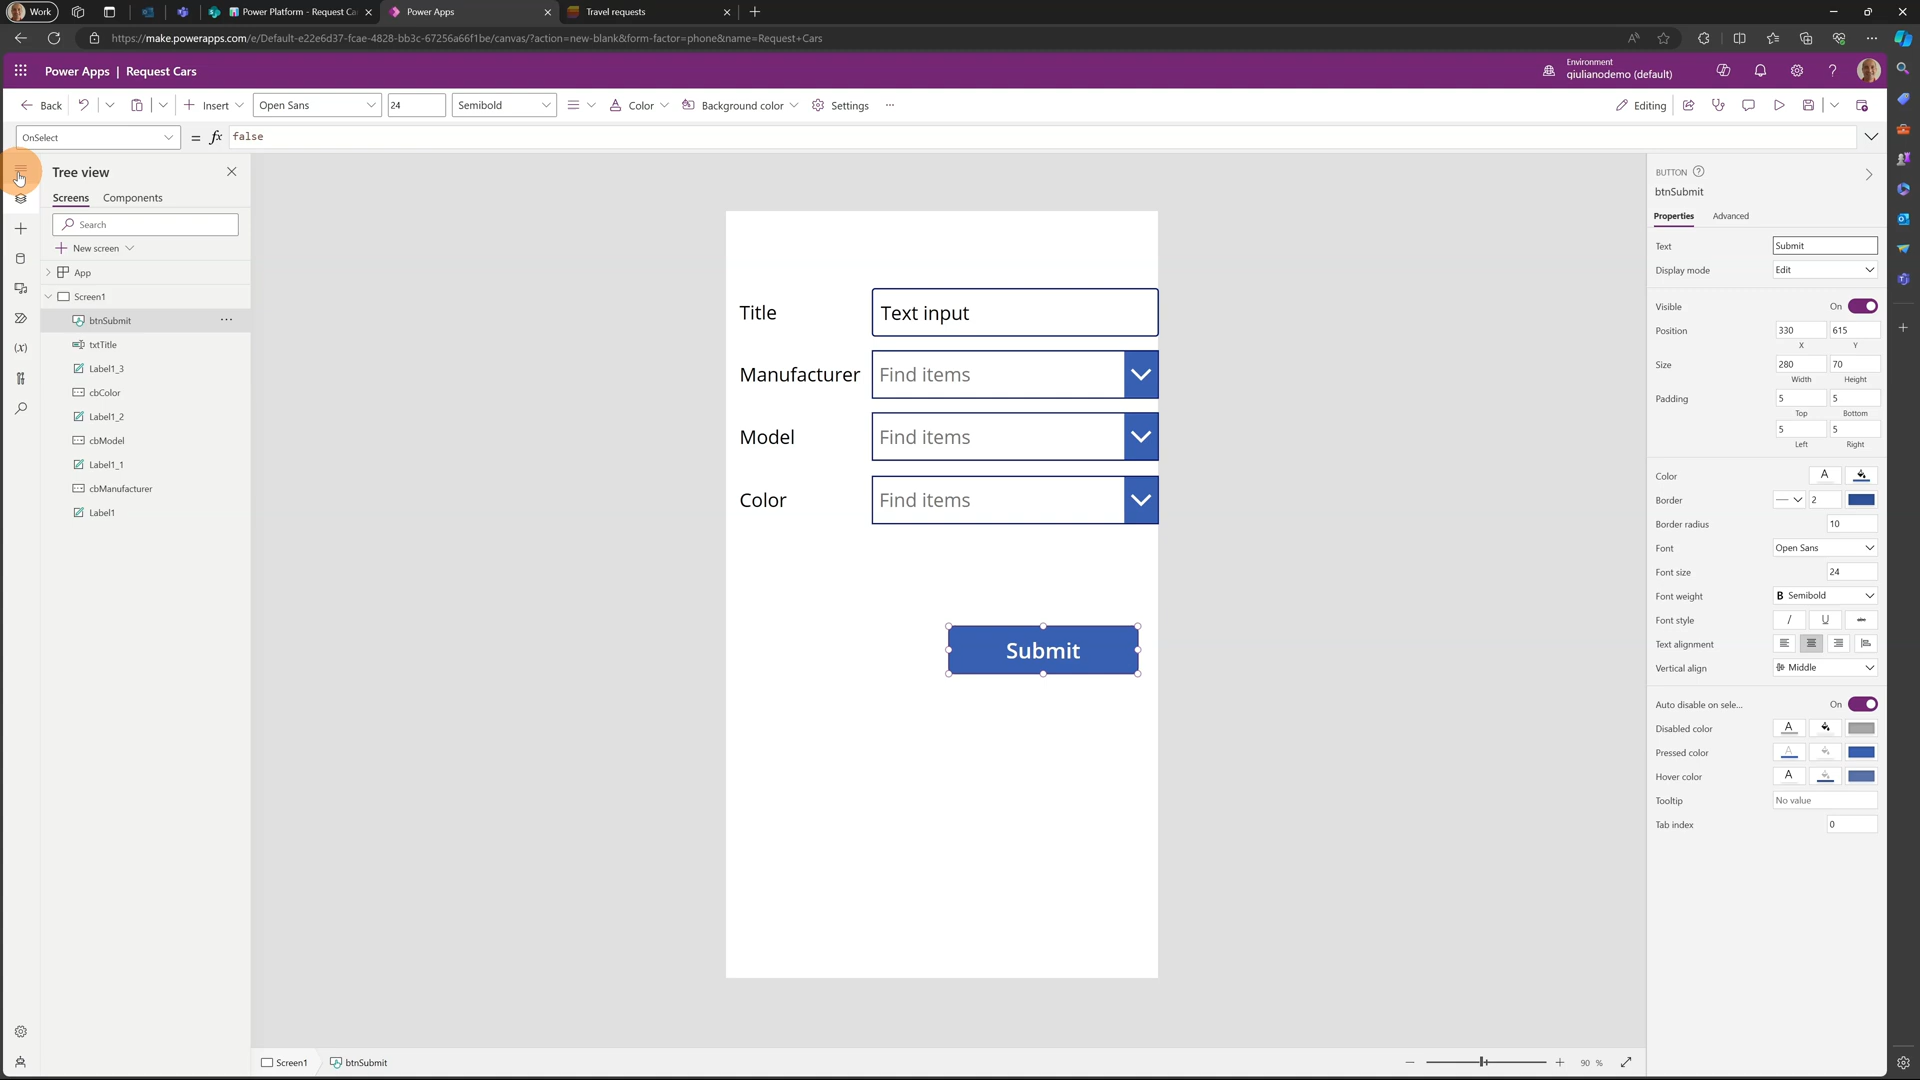 Work
Power Platform - Request Ca
Power Apps
Travel requests
https://make.powerapps.com/e/Default-e22e6d37-fcae-4828-bb3c-67256a66f1be/canvas/?action=new-blank&form-factor=phone&name=Request+Cars
Power Apps | Request Cars
Environment
qiulianodemo (default)
Back
Insert
Open Sans
24
Semibold
Color
Background color
Settings
Editing
OnSelect
= fx false
Tree view
Screens Components
Search
New screen
App
Screen1
btnSubmit
txtTitle
Label1_3
cbColor
Label1_2
cbModel
Label1_1
cbManufacturer
Label1
Title Text input
Manufacturer Find items
Model Find items
Color Find items
Submit
BUTTON
btnSubmit
Properties Advanced
Text Submit
Display mode Edit
Visible On
Position 330 615
X Y
Size 280 70
Width Height
Padding 5 5
Top Bottom
5 5
Left Right
Color A
Border 2
Border radius 10
Font Open Sans
Font size 24
Font weight B Semibold
Font style / U abc
Text alignment
Vertical align Middle
Auto disable on sele... On
Disabled color A
Pressed color A
Hover color A
Tooltip No value
Tab index 0
Screen1 btnSubmit
90 %